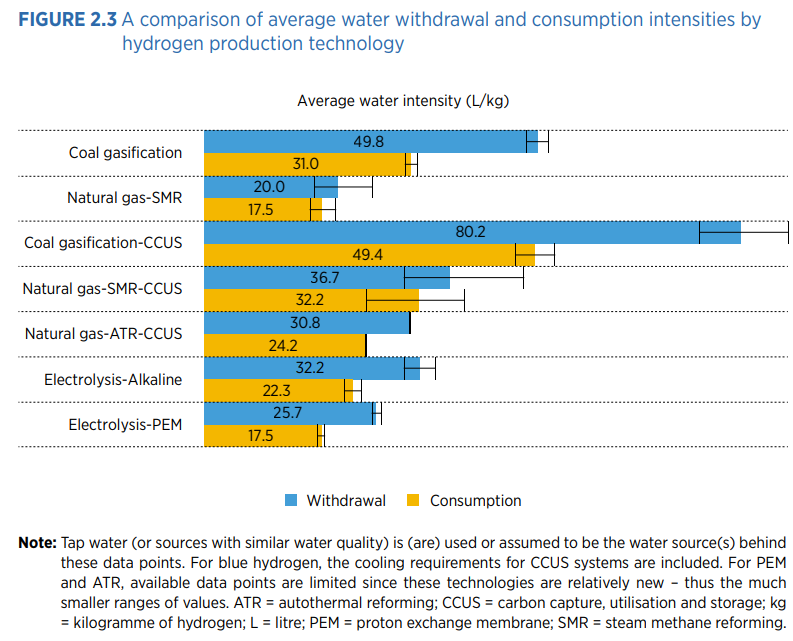 FIGURE 2.3 A comparison of average water withdrawal and consumption intensities by
hydrogen production technology
Average water intensity (L/kg)
Coal gasification
49.8
31.0
Natural gas-SMR
20.0
17.5
Coal gasification-CCUS
80.2
49.4
Natural gas-SMR-CCUS
36.7
32.2
Natural gas-ATR-CCUS
30.8
24.2
Electrolysis-Alkaline
32.2
22.3
Electrolysis-PEM
25.7
17.5
Withdrawal
Consumption
Note: Tap water (or sources with similar water quality) is (are) used or assumed to be the water source(s) behind
these data points. For blue hydrogen, the cooling requirements for CCUS systems are included. For PEM
and ATR, available data points are limited since these technologies are relatively new – thus the much
smaller ranges of values. ATR = autothermal reforming; CCUS = carbon capture, utilisation and storage; kg
= kilogramme of hydrogen; L = litre; PEM = proton exchange membrane; SMR = steam methane reforming.